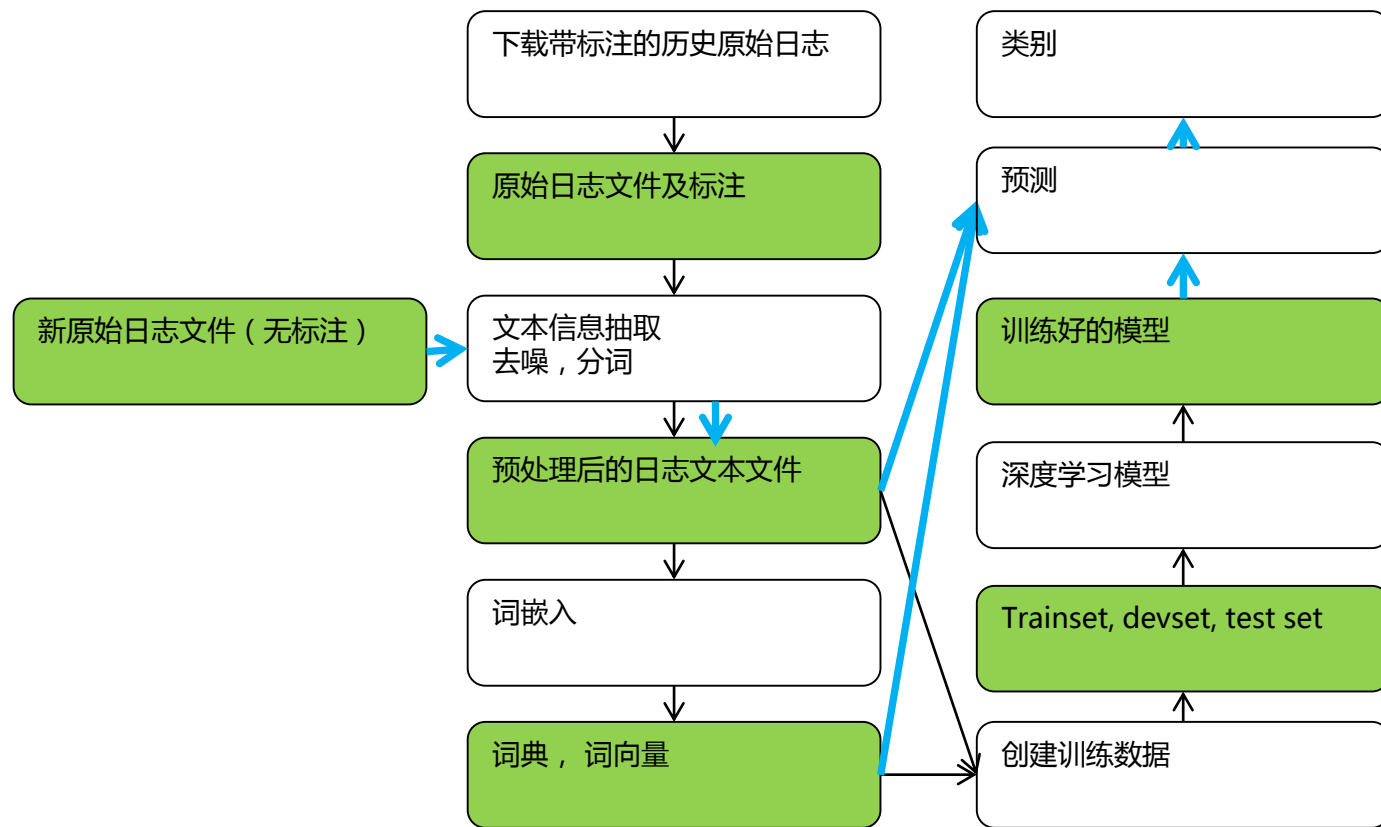 下载带标注的历史原始日志
原始日志文件及标注
新原始日志文件（无标注）
文本信息抽取
去噪，分词
预处理后的日志文本文件
词嵌入
词典， 词向量
类别
预测
训练好的模型
深度学习模型
Trainset, devset, test set
创建训练数据